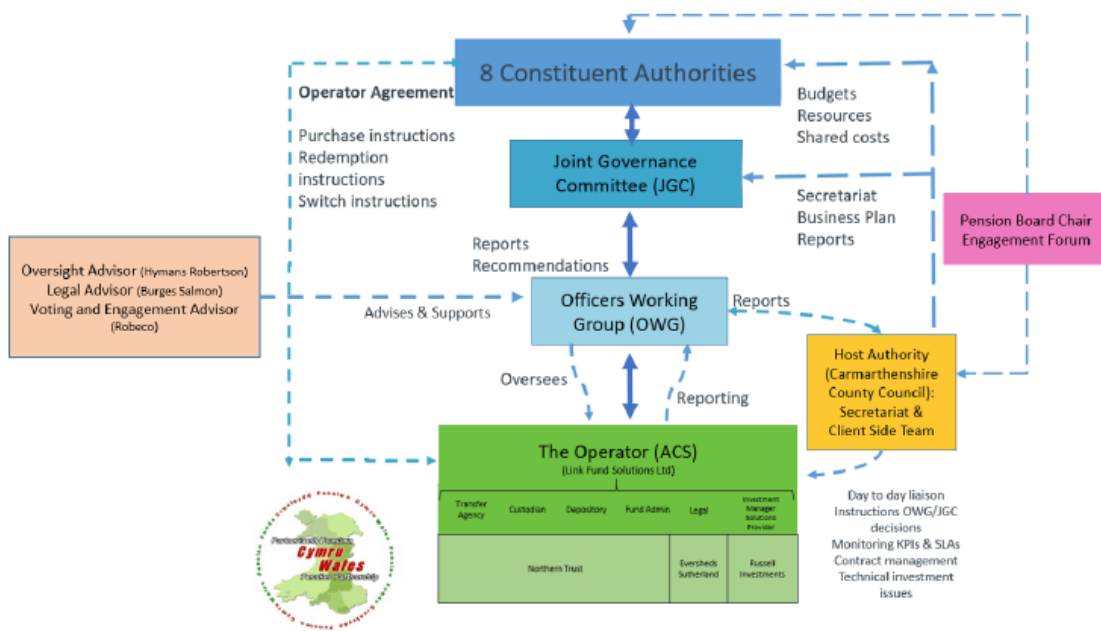 8 Constituent Authorities
Operator Agreement
Purchase instructions
Redemption
instructions
Switch instructions
Budgets
Resources
Shared costs
Joint Governance
Committee (JGC)
Secretariat
Business Plan
Reports
Pension Board Chair
Engagement Forum
Reports
Recommendations
Oversight Advisor (Hymans Robertson)
Legal Advisor (Burges Salmon)
Voting and Engagement Advisor
(Robeco)
Advises & Supports
Officers Working
Group (OWG)
Reports
Host Authority
(Carmarthenshire
County Council):
Secretariat &
Client Side Team
Oversees
Reporting
The Operator (ACS)
(Link Fund Solutions Ltd)
Transfer
Agency
Custodian
Depository
Fund Admin
Legal
Investment
Manager
Solutions
Provider
Northern Trust
Eversheds
Sutherland
Russell
Investments
Day to day liaison
Instructions OWG/JGC
decisions
Monitoring KPIs & SLAs
Contract management
Technical investment
issues
Partneriaeth Pensiwn
Cymru
Wales
Pension Partnership